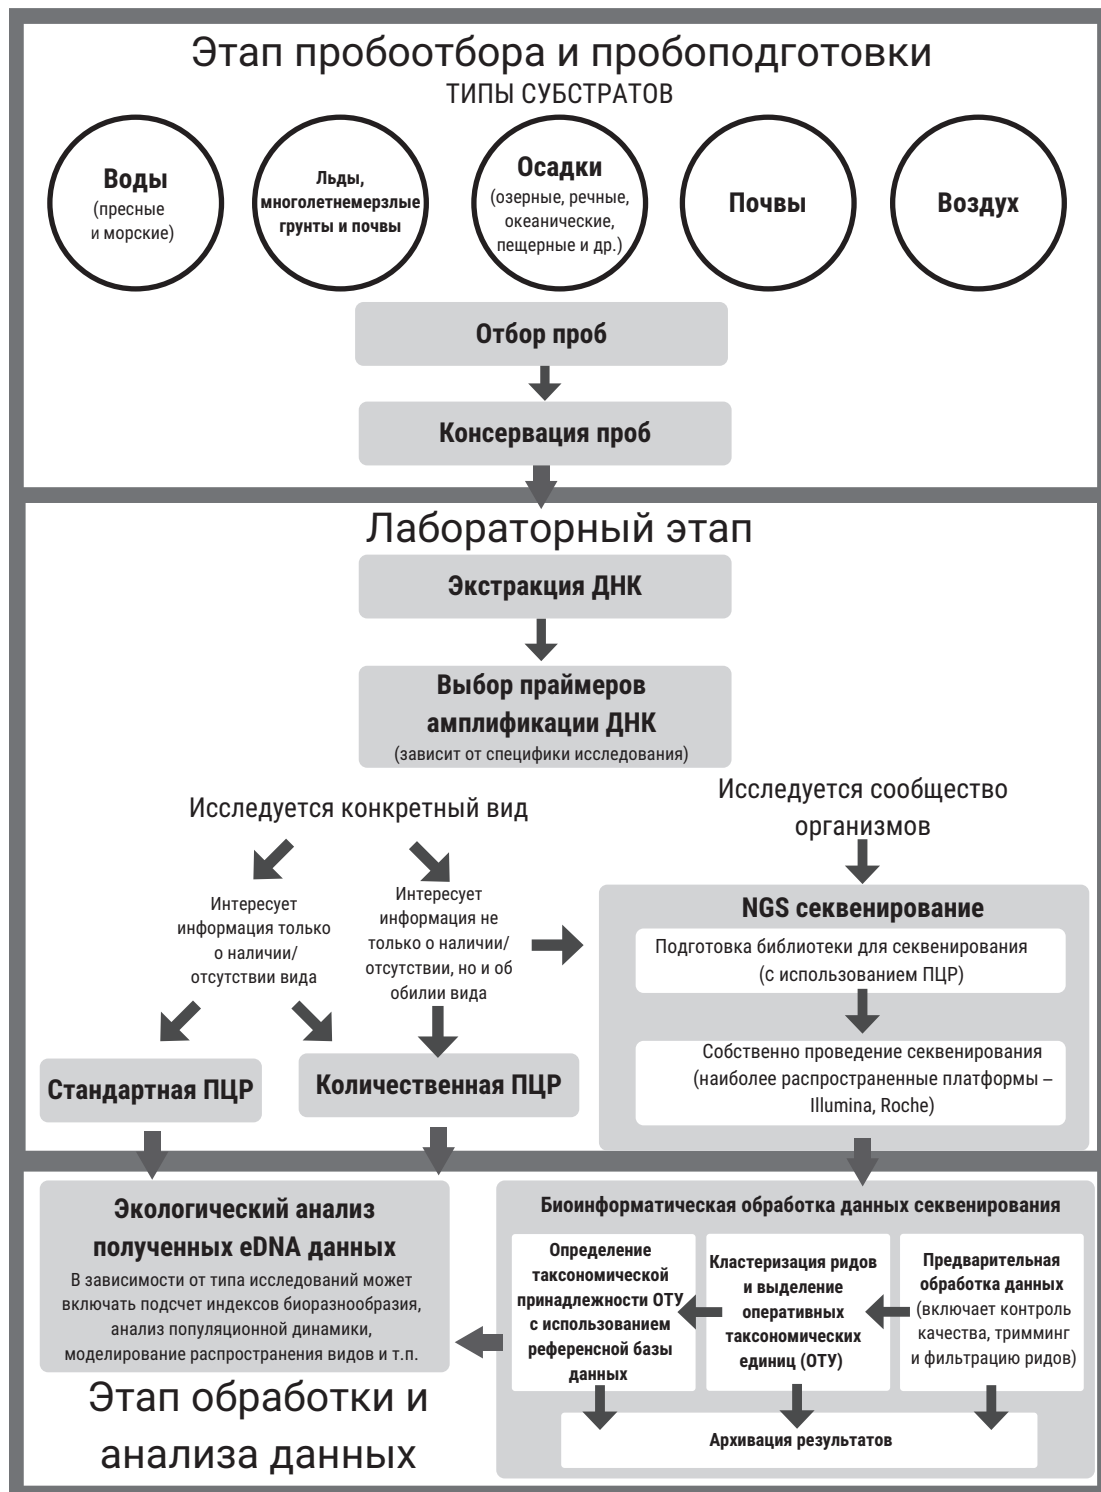 Этап пробоотбора и пробоподготовки
ТИПЫ СУБСТРАТОВ
Воды
(пресные
и морские)
Льды,
многолетнемерзлые
грунты и почвы
Осадки
(озерные, речные,
океанические,
пещерные и др.)
Почвы
Воздух
Отбор проб
Консервация проб
Лабораторный этап
Экстракция ДНК
Выбор праймеров
амплификации ДНК
(зависит от специфики исследования)
Исследуется конкретный вид
Исследуется сообщество
организмов
Интересует
информация только
о наличии/
отсутствии вида
Интересует
информация не
только о наличии/
отсутствии, но и об
обилии вида
NGS секвенирование
Подготовка библиотеки для секвенирования
(с использованием ПЦР)
Собственно проведение секвенирования
(наиболее распространенные платформы –
Illumina, Roche)
Стандартная ПЦР
Количественная ПЦР
Экологический анализ
полученных eDNA данных
В зависимости от типа исследований может
включать подсчет индексов биоразнообразия,
анализ популяционной динамики,
моделирование распространения видов и т.п.
Этап обработки и
анализа данных
Биоинформатическая обработка данных секвенирования
Определение
таксономической
принадлежности ОТУ
с использованием
референсной базы
данных
Кластеризация ридов
и выделение
оперативных
таксономических
единиц (ОТУ)
Предварительная
обработка данных
(включает контроль
качества, тримминг
и фильтрацию ридов)
Архивация результатов